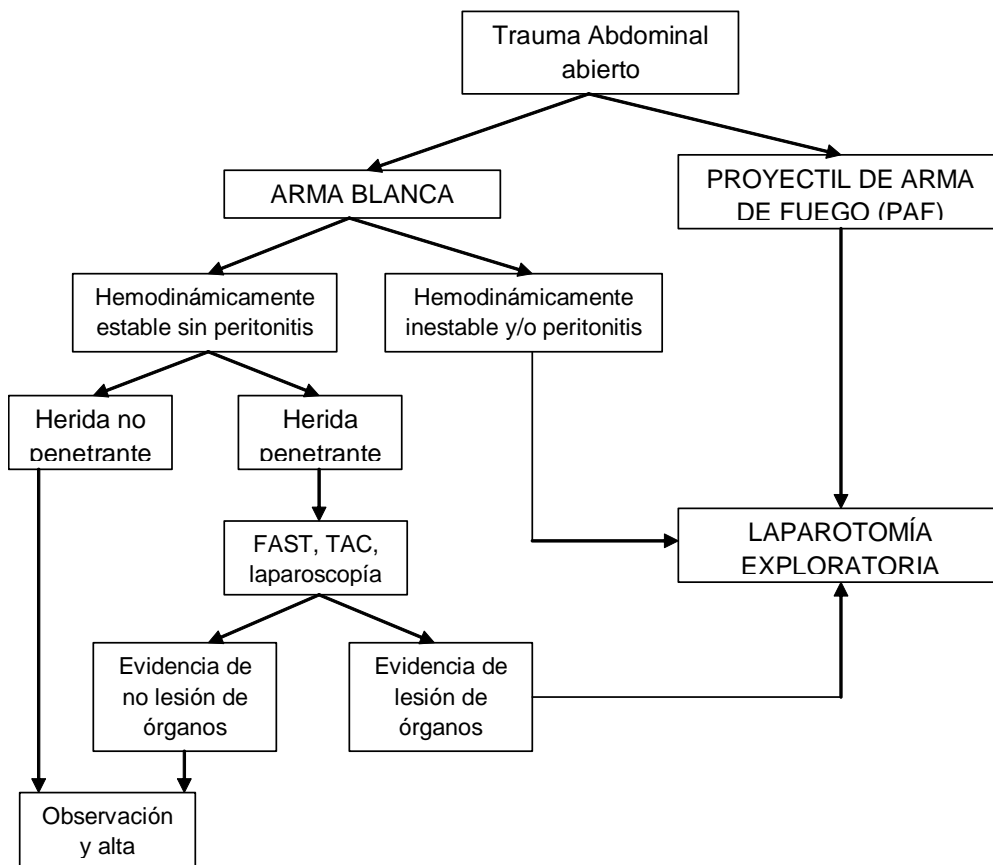 Trauma Abdominal
abierto
ARMA BLANCA
PROYECTIL DE ARMA
DE FUEGO (PAF)
Hemodinámicamente
estable sin peritonitis
Hemodinámicamente
inestable y/o peritonitis
Herida no
penetrante
Herida
penetrante
FAST, TAC,
laparoscopía
LAPAROTOMÍA
EXPLORATORIA
Evidencia de
no lesión de
órganos
Evidencia de
lesión de
órganos
Observación
y alta